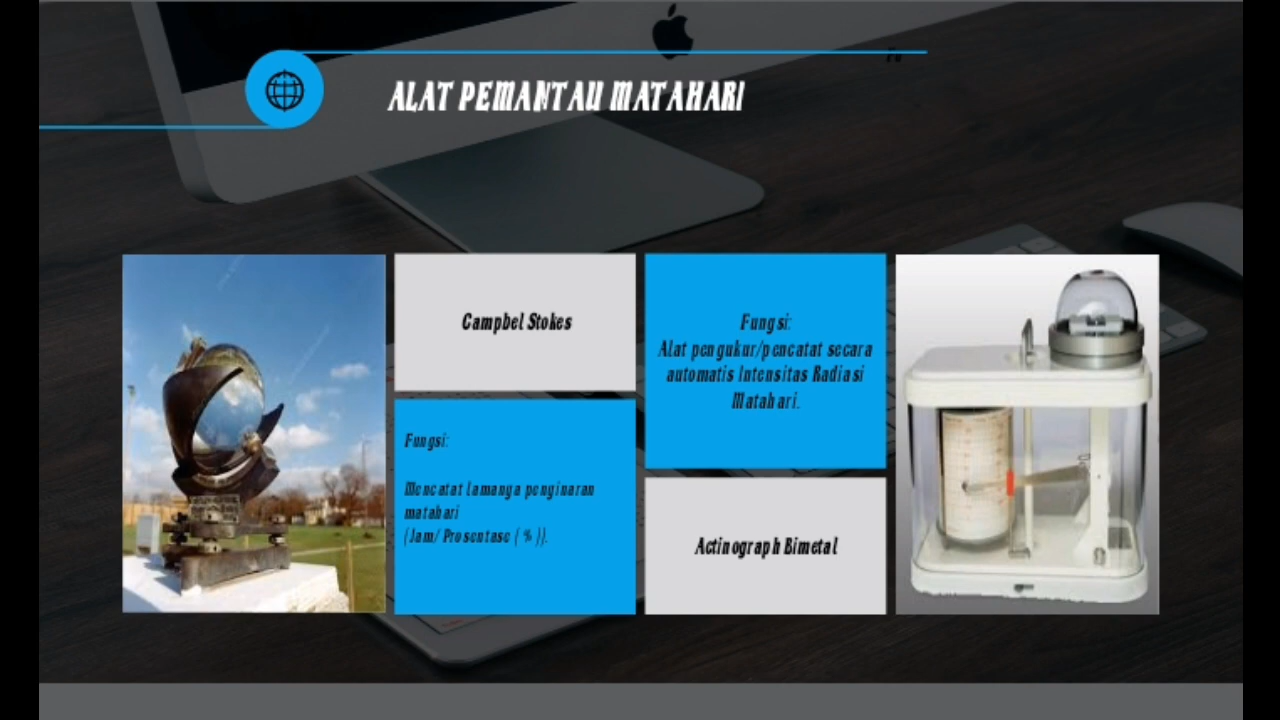 ALAT PEMANTAU MATAHARI
Campbel Stokes
Fungsi:
Mencatat lamanya penyinaran
matahari
(Jam/ Prosentase ( % )).
Fungsi:
Alat pengukur/pencatat secara
automatis Intensitas Radiasi
Matahari.
Actinograph Bimetal